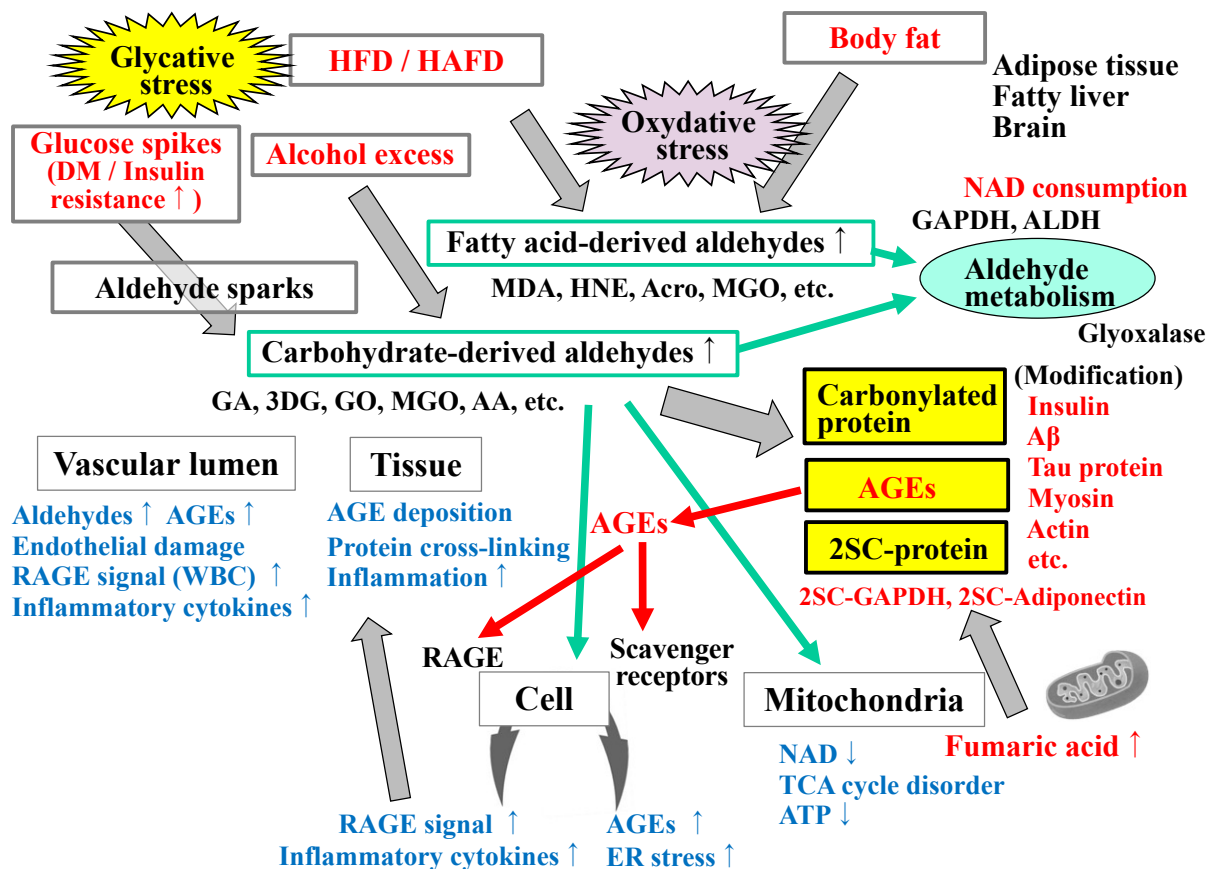 Glycative
stress
HFD / HAFD
Body fat
Adipose tissue
Fatty liver
Brain
Oxydative
stress
Glucose spikes
(DM / Insulin
resistance ↑ )
Alcohol excess
NAD consumption
GAPDH, ALDH
Fatty acid-derived aldehydes ↑
MDA, HNE, Acro, MGO, etc.
Aldehyde
metabolism
Glyoxalase
Aldehyde sparks
Carbohydrate-derived aldehydes ↑
GA, 3DG, GO, MGO, AA, etc.
Carbonylated
protein
(Modification)
Insulin
Aβ
Tau protein
Myosin
Actin
etc.
AGEs
2SC-protein
2SC-GAPDH, 2SC-Adiponectin
Vascular lumen
Aldehydes ↑ AGEs ↑
Endothelial damage
RAGE signal (WBC) ↑
Inflammatory cytokines ↑
Tissue
AGE deposition
Protein cross-linking
Inflammation ↑
AGEs
RAGE
Scavenger
receptors
Cell
Mitochondria
Fumaric acid ↑
NAD ↓
TCA cycle disorder
ATP ↓
RAGE signal ↑
Inflammatory cytokines ↑
AGEs ↑
ER stress ↑